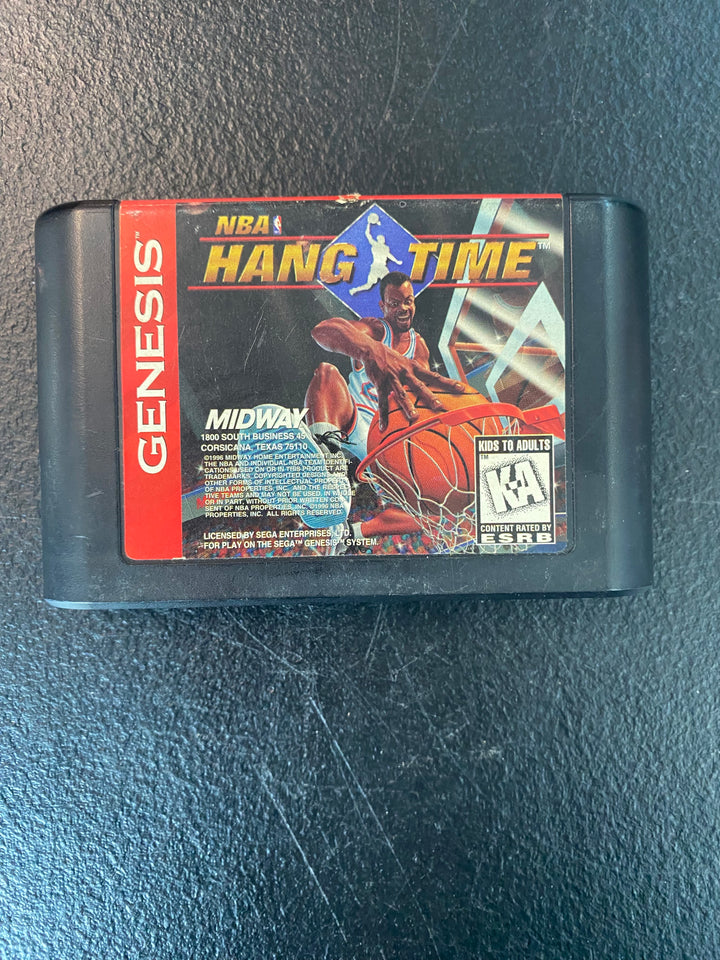 GENESIS™
NBA
HANG TIME™
MIDWAY
1800 SOUTH BUSINESS 45
CORSICANA, TEXAS 75110
©1996 MIDWAY HOME ENTERTAINMENT INC.
THE NBA AND INDIVIDUAL NBA TEAM IDENTIFI-
CATIONS USED ON OR IN THIS PRODUCT ARE
TRADEMARKS, COPYRIGHTED DESIGNS AND
OTHER FORMS OF INTELLECTUAL PROPERTY
OF NBA PROPERTIES, INC. AND THE RESPEC-
TIVE TEAMS AND MAY NOT BE USED, IN WHOLE
OR IN PART, WITHOUT PRIOR WRITTEN CON-
SENT OF NBA PROPERTIES, INC. ©1996 NBA
PROPERTIES, INC. ALL RIGHTS RESERVED.
LICENSED BY SEGA ENTERPRISES, LTD.
FOR PLAY ON THE SEGA™ GENESIS™ SYSTEM.
KIDS TO ADULTS
™
K-A
CONTENT RATED BY
ESRB